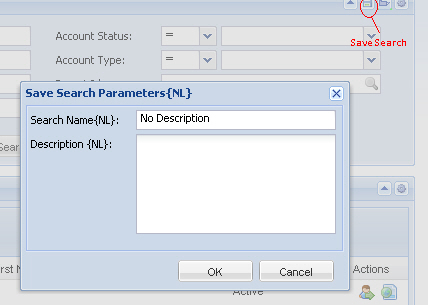 Account Status: =
Save Search
Account Type: =
Save Search Parameters{NL}
Search Name{NL}: No Description
Description {NL}:
Sear
OK Cancel
Actions
Active